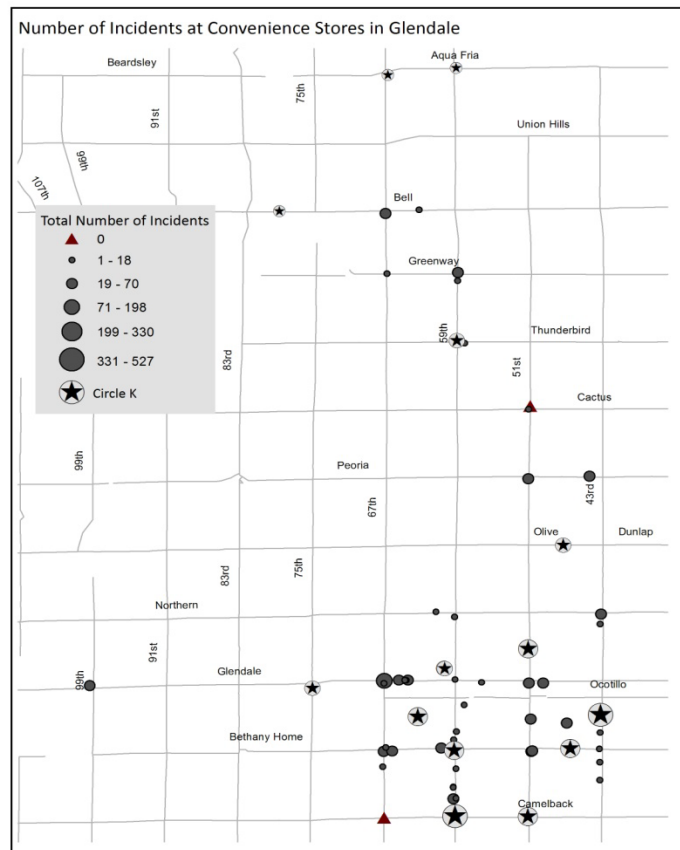 Number of Incidents at Convenience Stores in Glendale
Beardsley
Aqua Fria
75th
91st
Union Hills
99th
107th
Bell
Total Number of Incidents
0
1 - 18
19 - 70
71 - 198
199 - 330
331 - 527
Circle K
Greenway
59th
Thunderbird
83rd
51st
Cactus
99th
Peoria
67th
43rd
Olive
Dunlap
83rd
75th
Northern
91st
Glendale
99th
Ocotillo
Bethany Home
Camelback